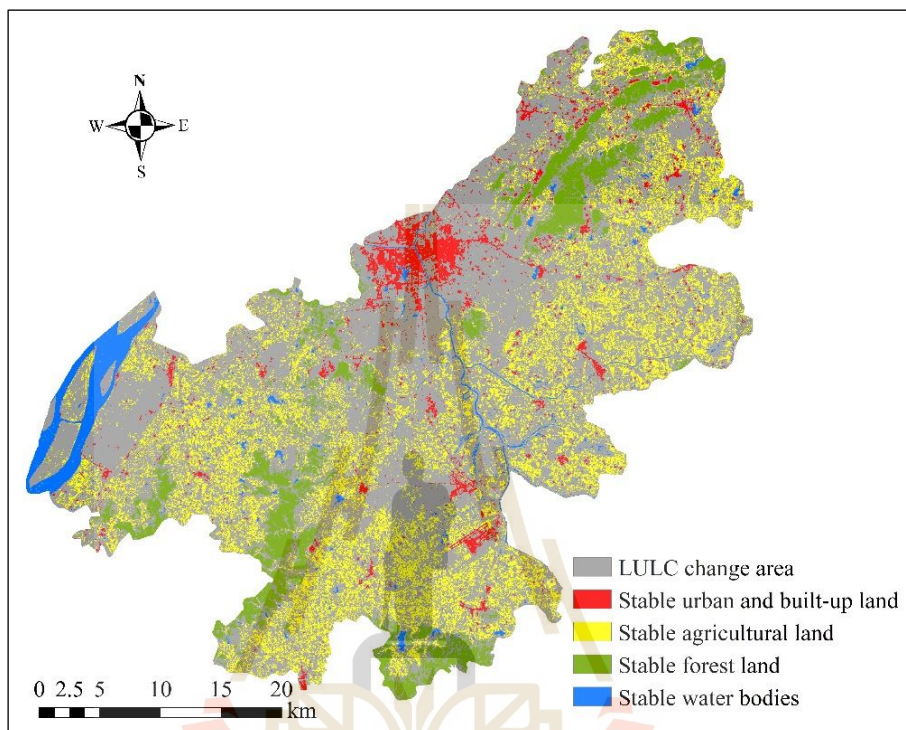 N
W E
S
LULC change area
Stable urban and built-up land
Stable agricultural land
Stable forest land
Stable water bodies
0 2.5 5 10 15 20
km